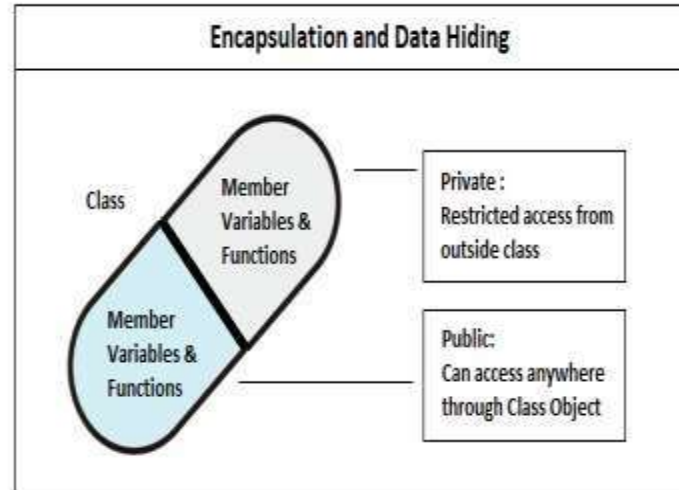 Encapsulation and Data Hiding
Class
Member
Variables &
Functions
Member
Variables &
Functions
Private :
Restricted access from
outside class
Public:
Can access anywhere
through Class Object